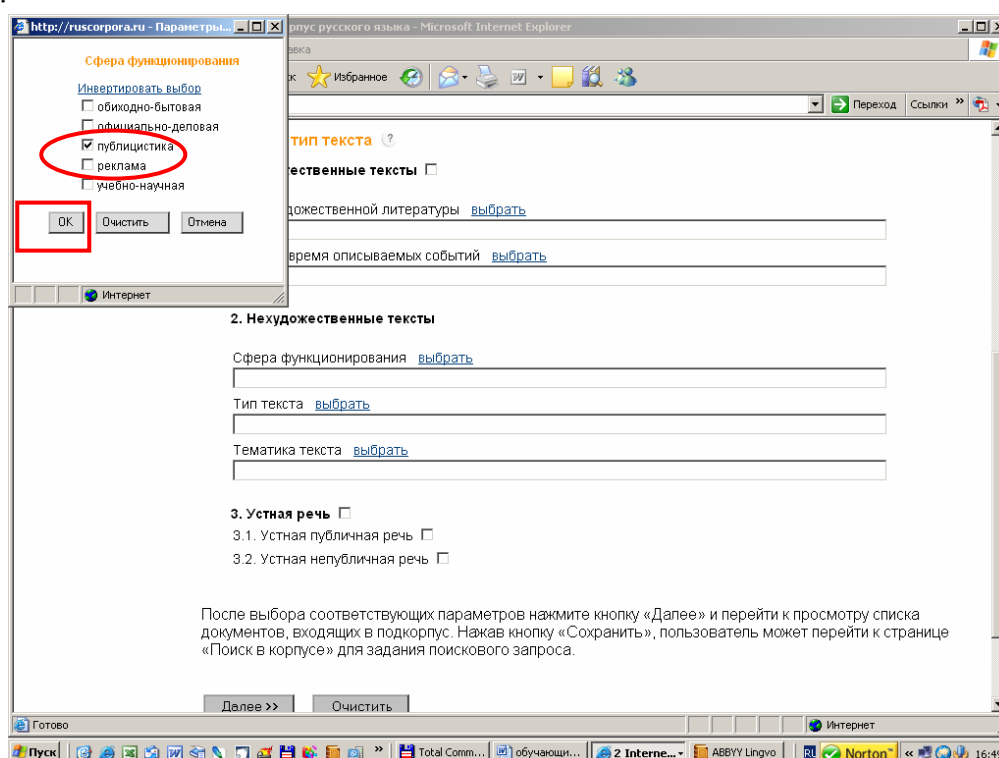 http://ruscorpora.ru - Параметры...
рпус русского языка - Microsoft Internet Explorer
авка
Избранное
Переход Ссылки »
Сфера функционирования
Инвертировать выбор
обиходно-бытовая
официально-деловая
публицистика
реклама
учебно-научная
OK Очистить Отмена
Интернет
тип текста ?
ественные тексты
дожественной литературы выбрать
время описываемых событий выбрать
2. Нехудожественные тексты
Сфера функционирования выбрать
Тип текста выбрать
Тематика текста выбрать
3. Устная речь
3.1. Устная публичная речь
3.2. Устная непубличная речь
После выбора соответствующих параметров нажмите кнопку «Далее» и перейти к просмотру списка
документов, входящих в подкорпус. Нажав кнопку «Сохранить», пользователь может перейти к странице
«Поиск в корпусе» для задания поискового запроса.
Далее >> Очистить
Готово Интернет
Пуск » Total Comm... обучающи... 2 Interne... ABBYY Lingvo RL Norton™ « 16:49